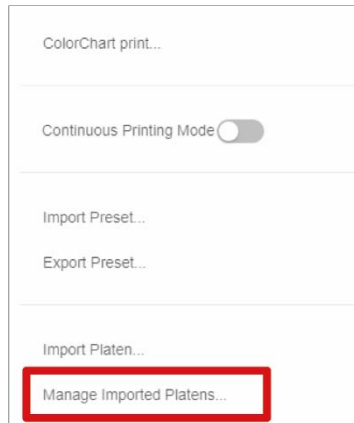 ColorChart print...
Continuous Printing Mode
Import Preset...
Export Preset...
Import Platen...
Manage Imported Platens...